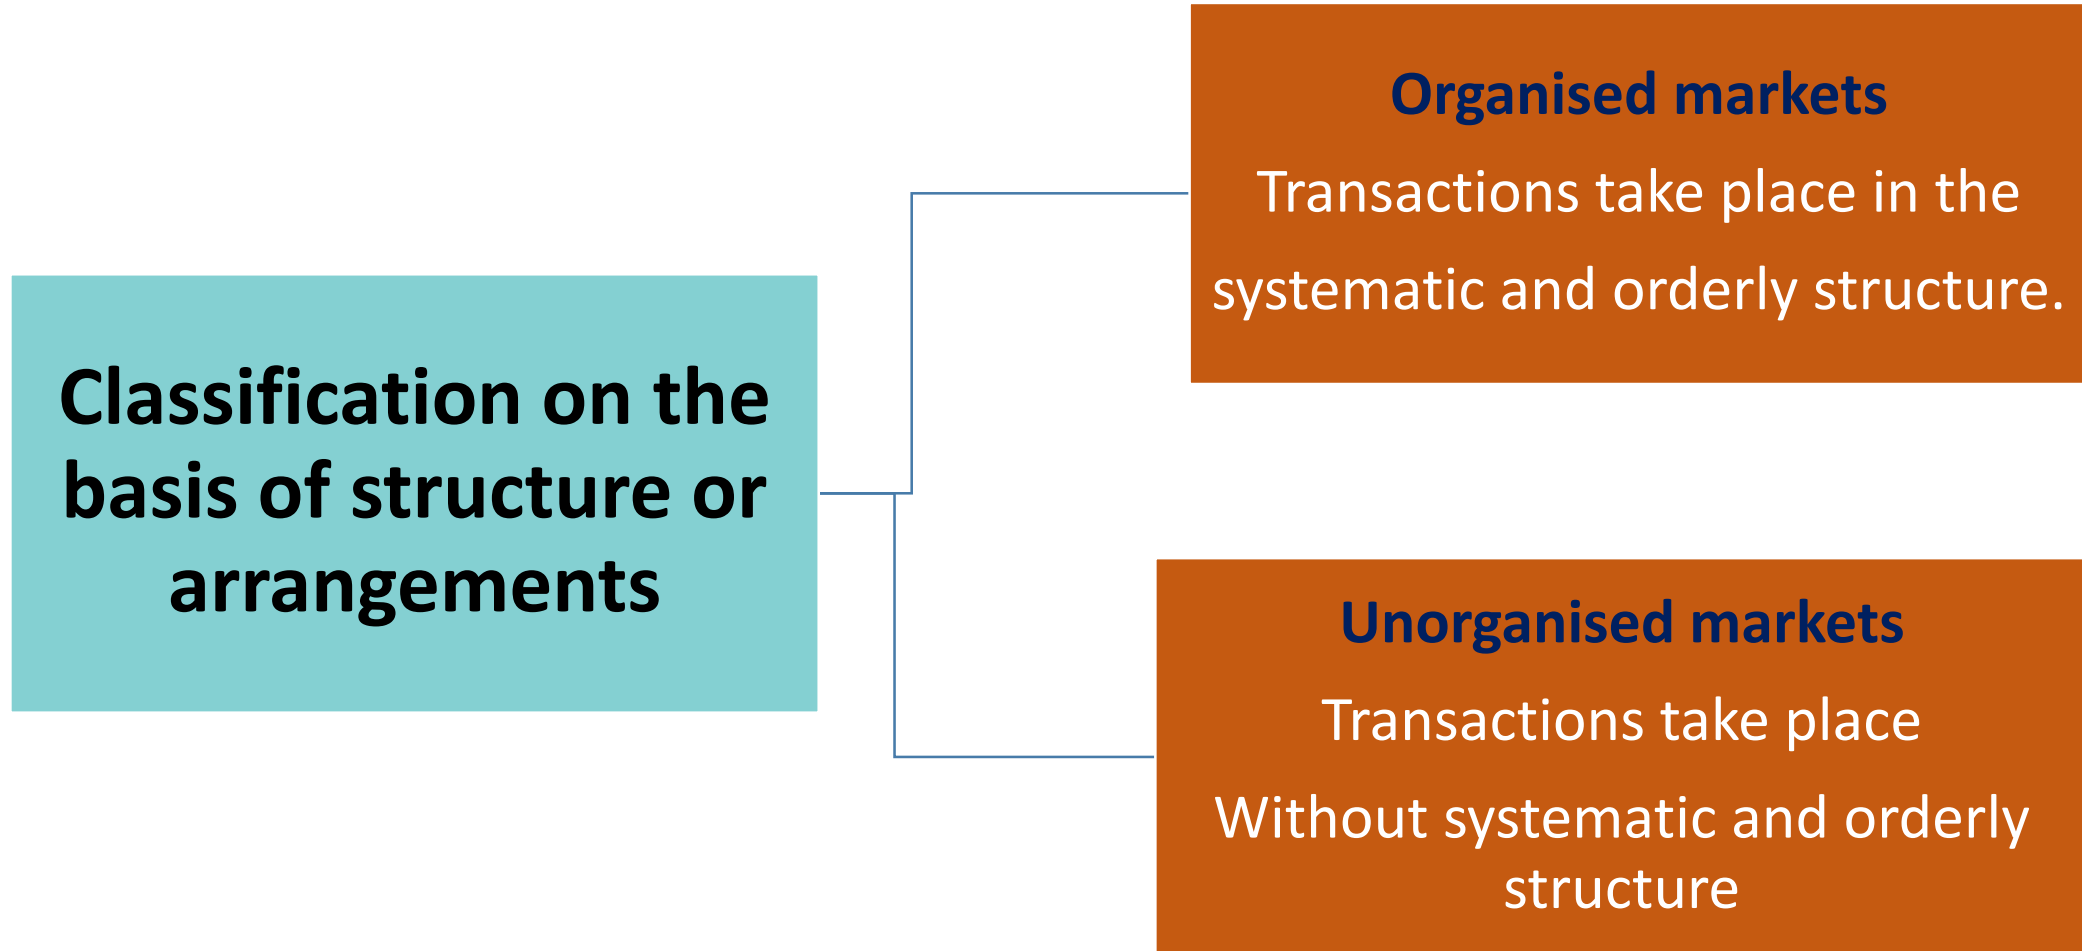 Classification on the
basis of structure or
arrangements
Organised markets
Transactions take place in the
systematic and orderly structure.
Unorganised markets
Transactions take place
Without systematic and orderly
structure